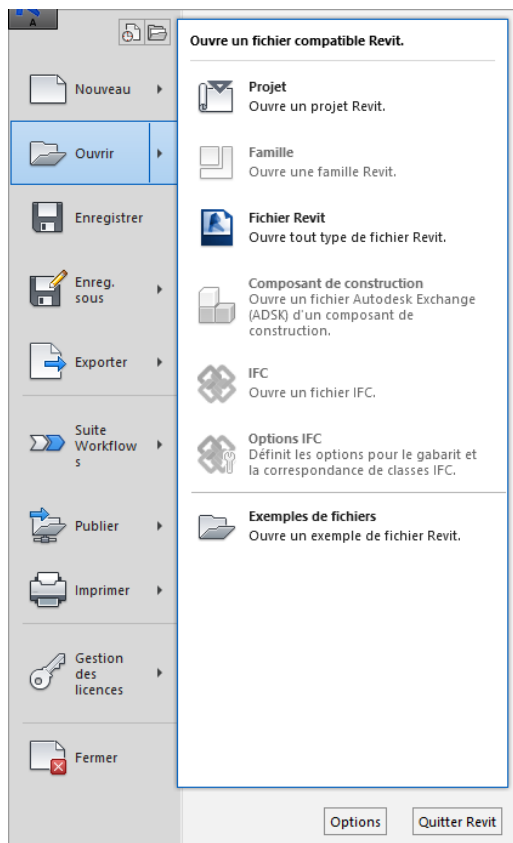 A
Nouveau
Ouvrir
Enregistrer
Enreg.
sous
Exporter
Suite
Workflow
s
Publier
Imprimer
Gestion
des
licences
Fermer
Ouvre un fichier compatible Revit.
Projet
Ouvre un projet Revit.
Famille
Ouvre une famille Revit.
Fichier Revit
Ouvre tout type de fichier Revit.
Composant de construction
Ouvre un fichier Autodesk Exchange
(ADSK) d'un composant de
construction.
IFC
Ouvre un fichier IFC.
Options IFC
Définit les options pour le gabarit et
la correspondance de classes IFC.
Exemples de fichiers
Ouvre un exemple de fichier Revit.
Options
Quitter Revit